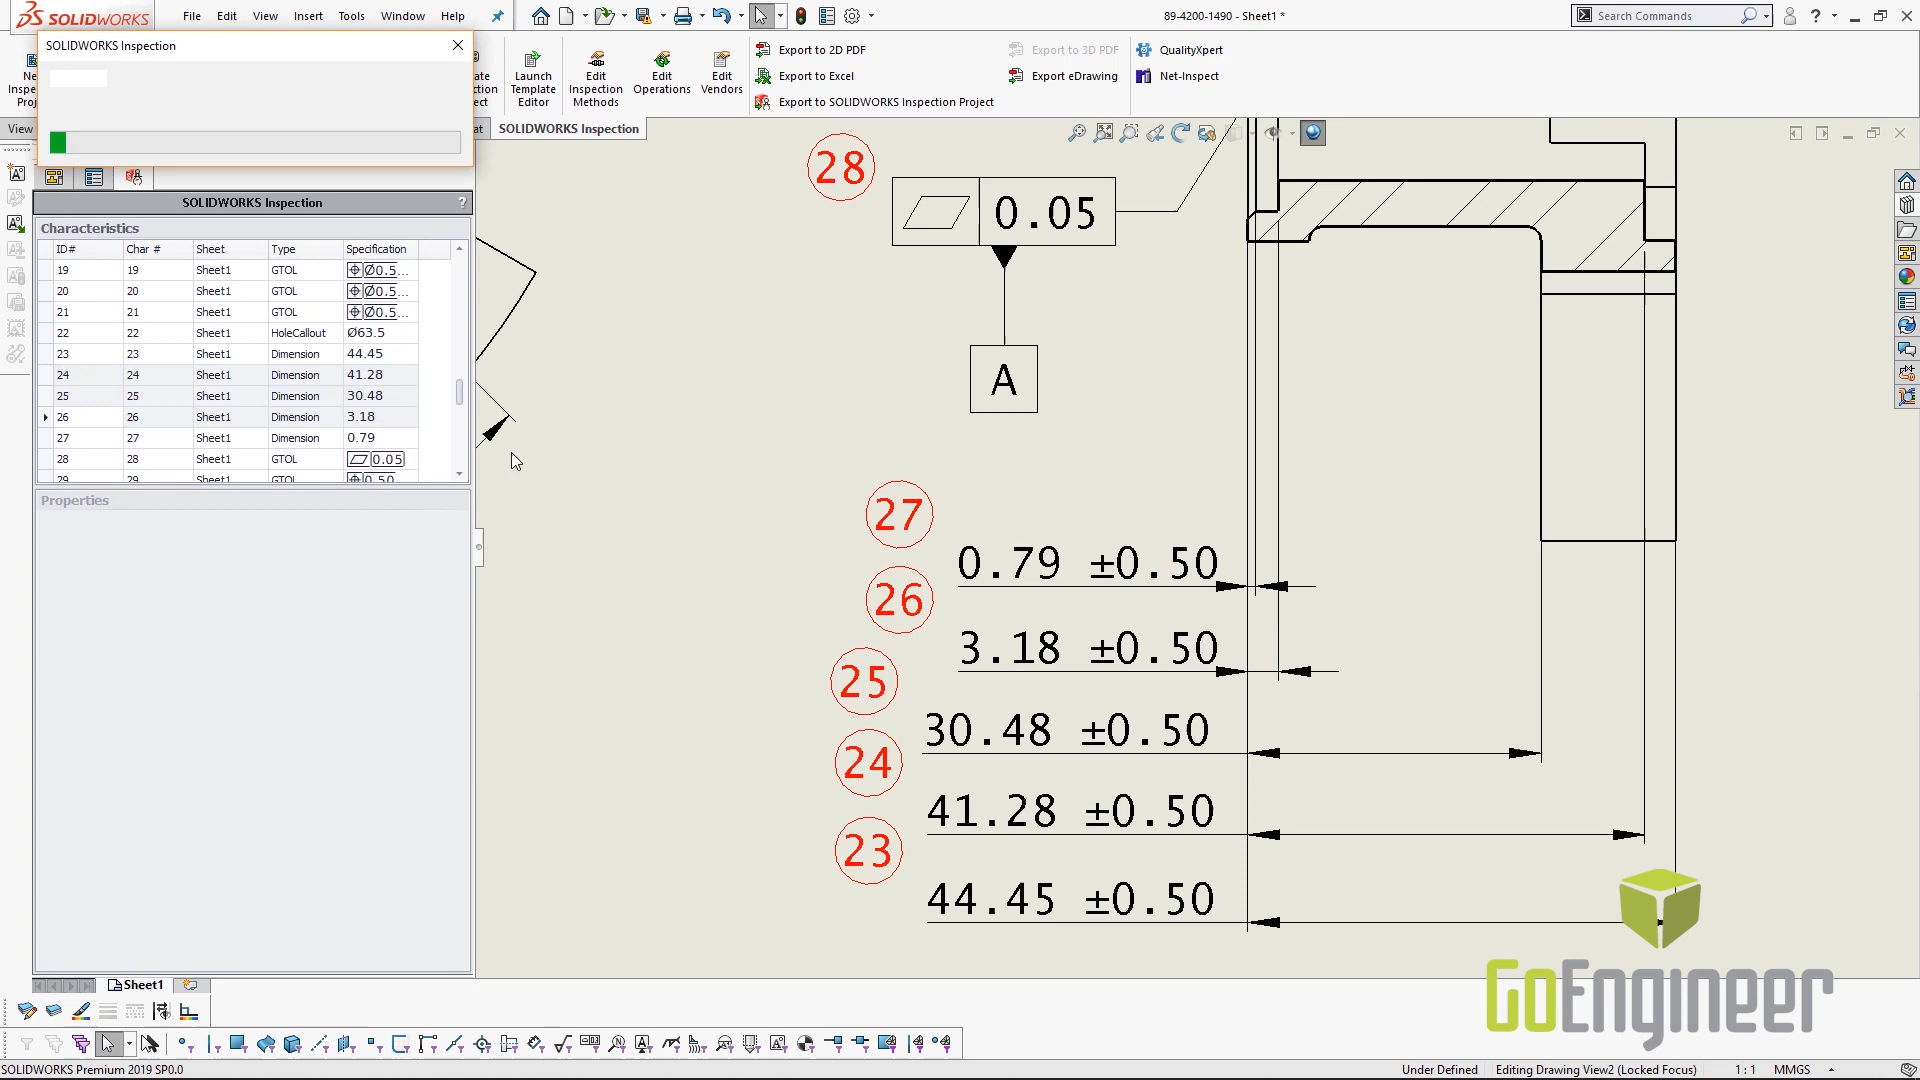 SOLIDWORKS
File Edit View Insert Tools Window Help
89-4200-1490 - Sheet1 *
Search Commands
SOLIDWORKS Inspection
Launch Template Editor
Edit Inspection Methods
Edit Operations
Edit Vendors
Export to 2D PDF
Export to Excel
Export to SOLIDWORKS Inspection Project
Export to 3D PDF
Export eDrawing
QualityXpert
Net-Inspect
View
SOLIDWORKS Inspection
SOLIDWORKS Inspection ?
Characteristics
ID# Char # Sheet Type Specification
19 19 Sheet1 GTOL ⌖ Ø0.5...
20 20 Sheet1 GTOL ⌖ Ø0.5...
21 21 Sheet1 GTOL ⌖ Ø0.5...
22 22 Sheet1 HoleCallout Ø63.5
23 23 Sheet1 Dimension 44.45
24 24 Sheet1 Dimension 41.28
25 25 Sheet1 Dimension 30.48
26 26 Sheet1 Dimension 3.18
27 27 Sheet1 Dimension 0.79
28 28 Sheet1 GTOL ⏥ 0.05
29 29 Sheet1 GTOL ⌖ 0.50
Properties
28
0.05
A
27
0.79 ±0.50
26
3.18 ±0.50
25
30.48 ±0.50
24
41.28 ±0.50
23
44.45 ±0.50
GoEngineer
Sheet1
SOLIDWORKS Premium 2019 SP0.0
Under Defined
Editing Drawing View2 (Locked Focus)
1 : 1
MMGS